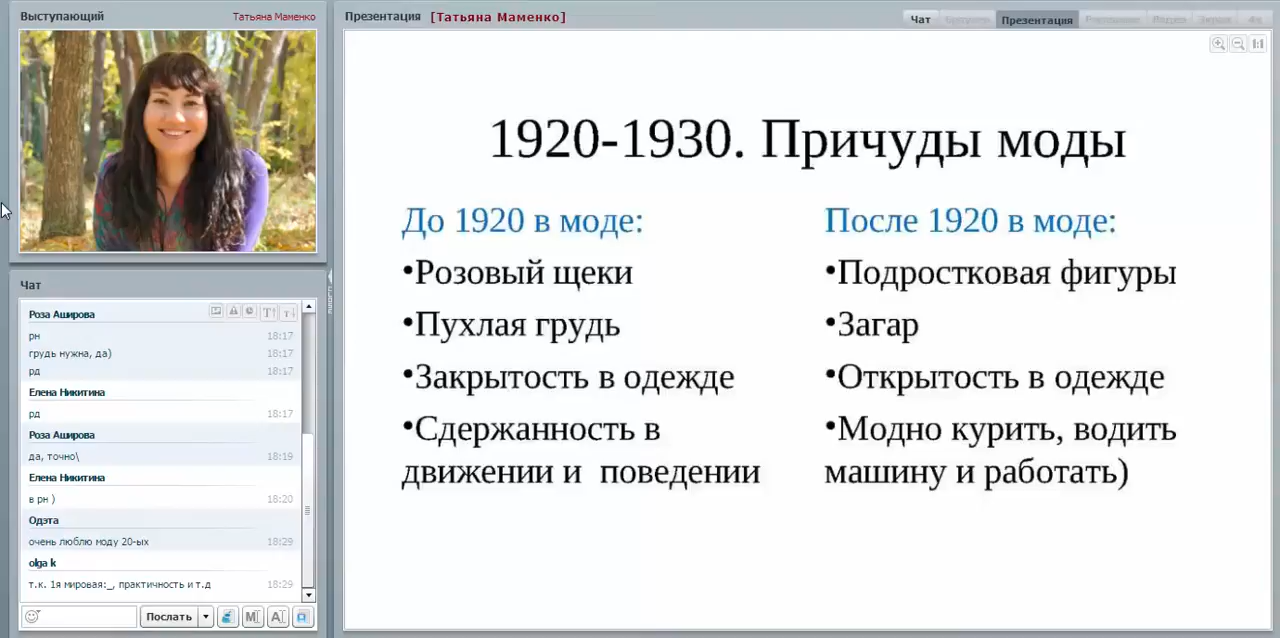 Выступающий
Татьяна Маменко
Чат
Роза Аширова
рн 18:17
грудь нужна, да) 18:17
рд 18:17
Елена Никитина
рд 18:17
Роза Аширова
да, точно\ 18:19
Елена Никитина
в рн ) 18:20
Одэта
очень люблю моду 20-ых 18:29
olga k
т.к. 1я мировая:_, практичность и т.д 18:29
Послать
Презентация [Татьяна Маменко]
Чат
Презентация
1920-1930. Причуды моды
До 1920 в моде:
•Розовый щеки
•Пухлая грудь
•Закрытость в одежде
•Сдержанность в
движении и поведении
После 1920 в моде:
•Подростковая фигуры
•Загар
•Открытость в одежде
•Модно курить, водить
машину и работать)